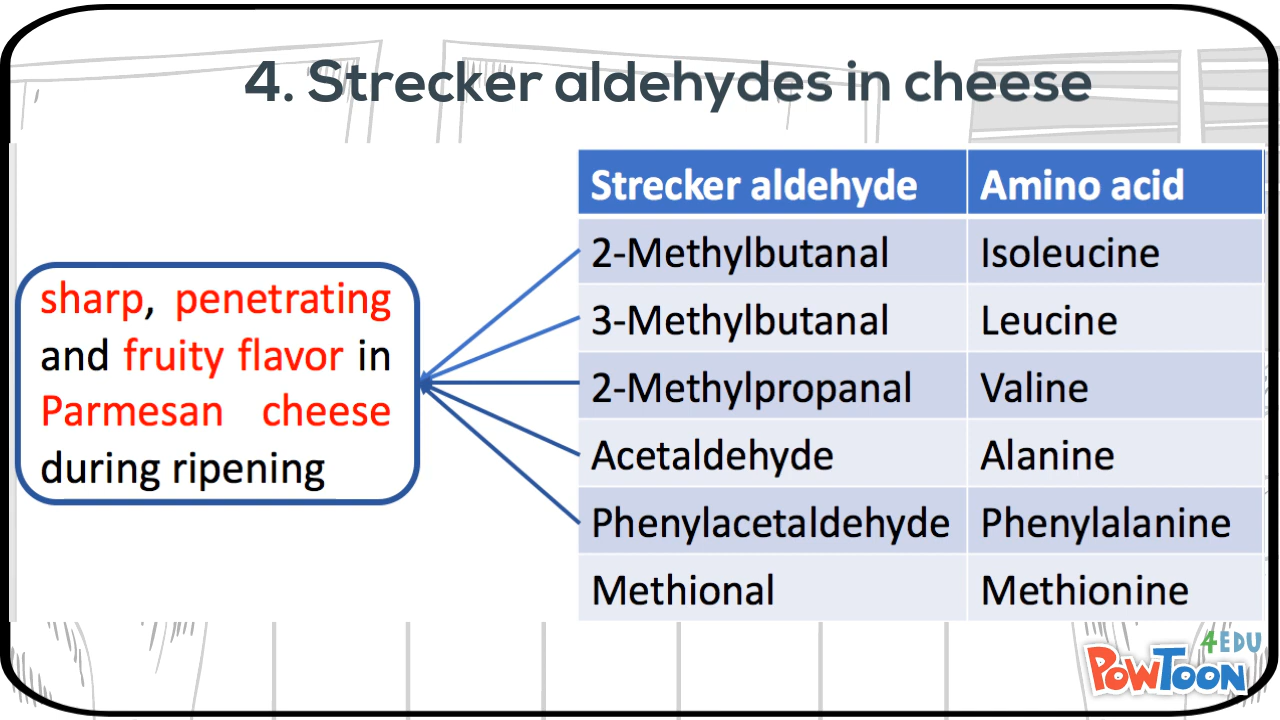 4. Strecker aldehydes in cheese
sharp, penetrating
and fruity flavor in
Parmesan cheese
during ripening
Strecker aldehyde Amino acid
2-Methylbutanal Isoleucine
3-Methylbutanal Leucine
2-Methylpropanal Valine
Acetaldehyde Alanine
Phenylacetaldehyde Phenylalanine
Methional Methionine
4EDU
POWTOON